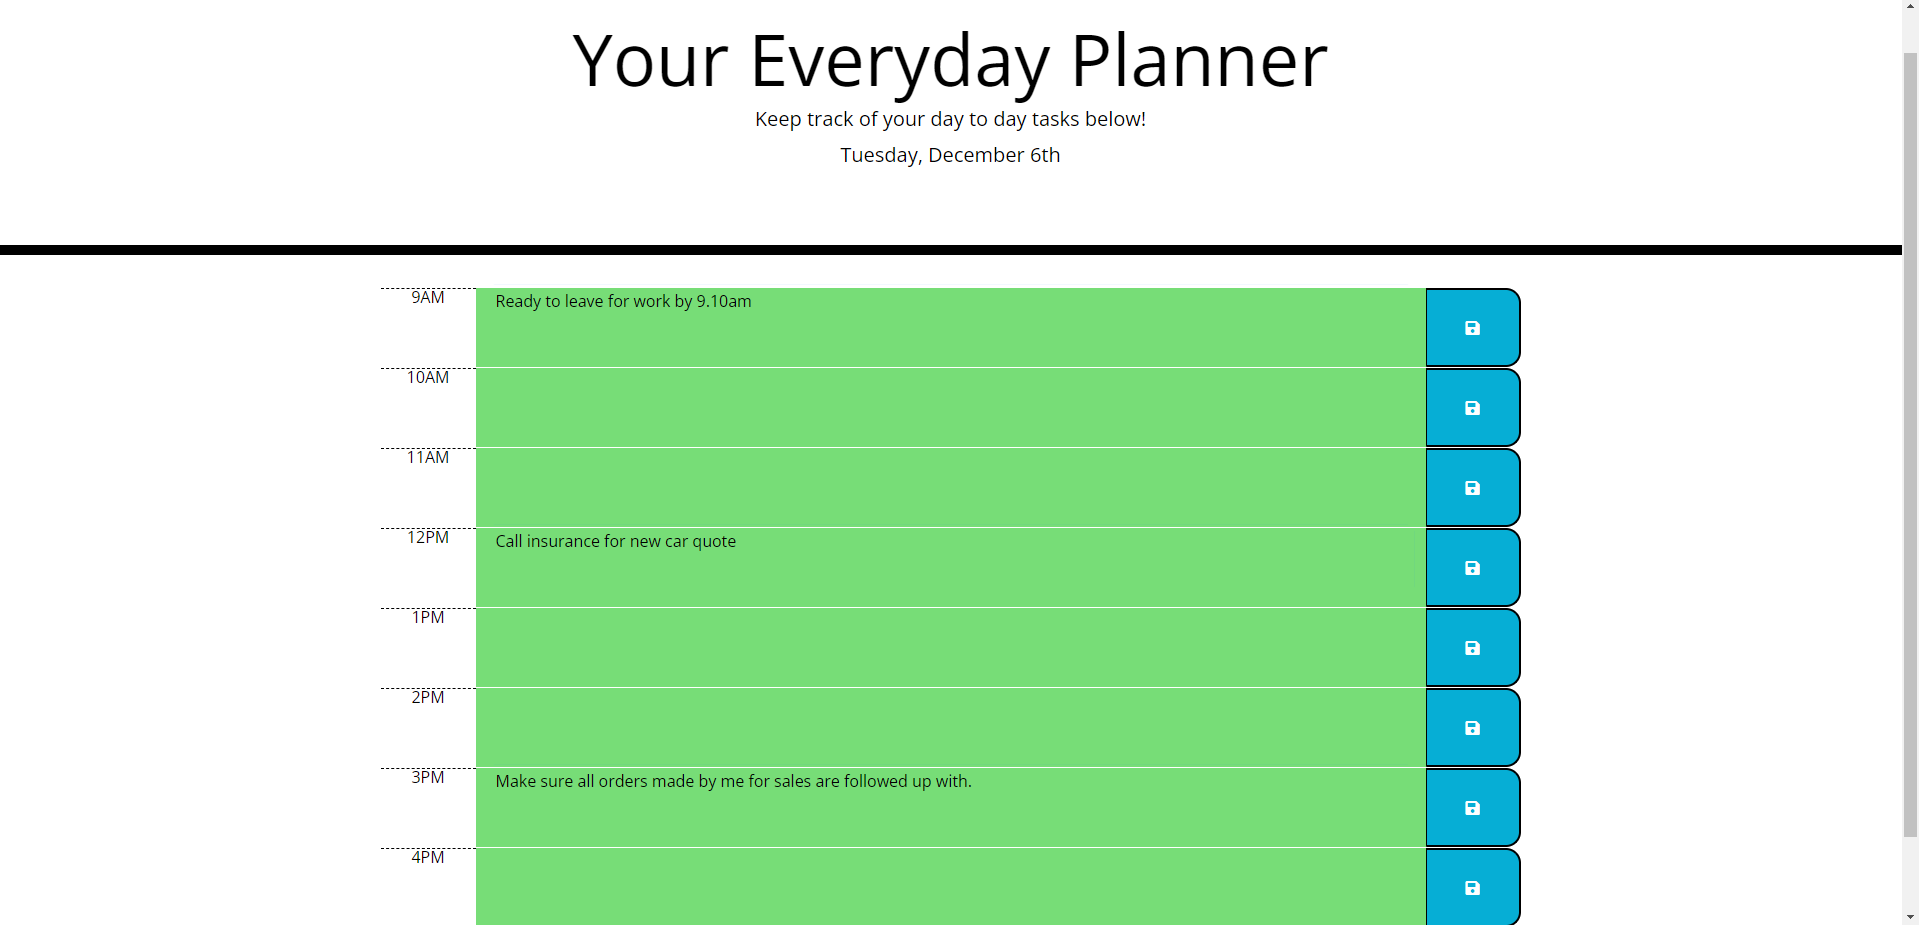 Your Everyday Planner
Keep track of your day to day tasks below!
Tuesday, December 6th
9AM
Ready to leave for work by 9.10am
10AM
11AM
12PM
Call insurance for new car quote
1PM
2PM
3PM
Make sure all orders made by me for sales are followed up with.
4PM